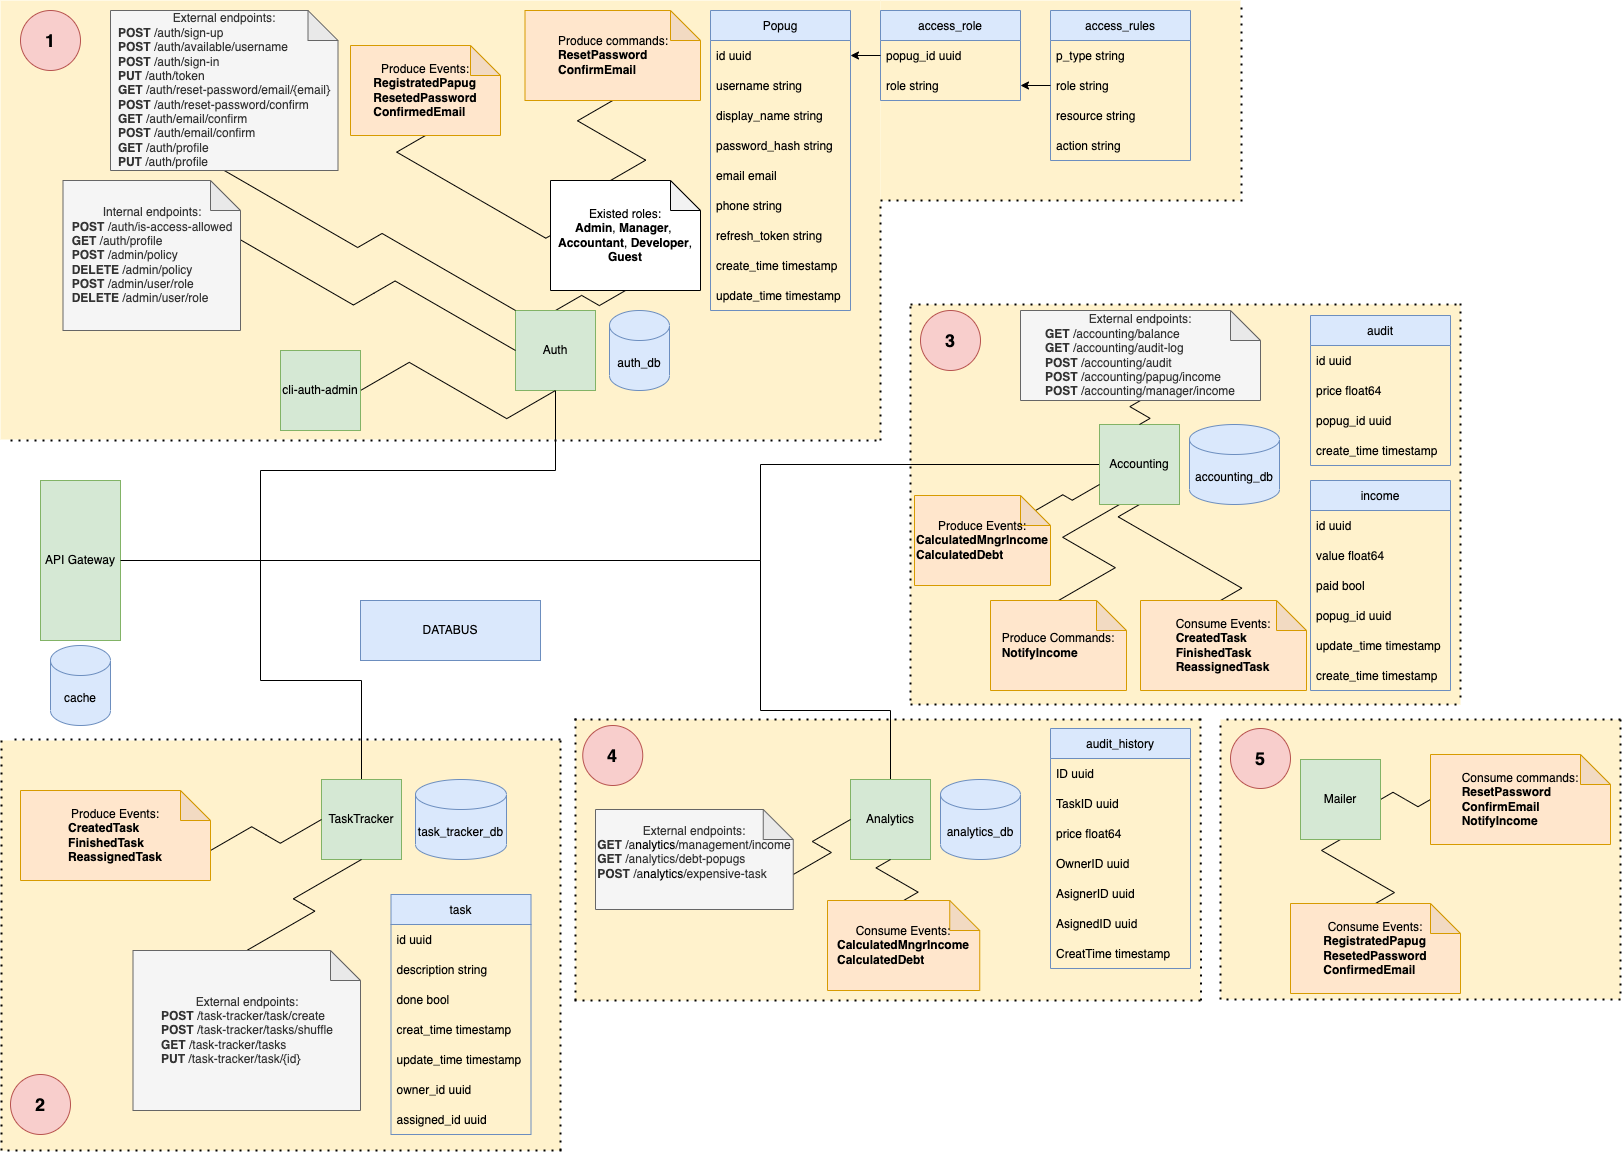 1
External endpoints:
POST /auth/sign-up
POST /auth/available/username
POST /auth/sign-in
PUT /auth/token
GET /auth/reset-password/email/{email}
POST /auth/reset-password/confirm
GET /auth/email/confirm
POST /auth/email/confirm
GET /auth/profile
PUT /auth/profile
Produce Events:
RegistratedPapug
ResetedPassword
ConfirmedEmail
Produce commands:
ResetPassword
ConfirmEmail
Popug
id uuid
username string
display_name string
password_hash string
email email
phone string
refresh_token string
create_time timestamp
update_time timestamp
access_role
popug_id uuid
role string
access_rules
p_type string
role string
resource string
action string
Internal endpoints:
POST /auth/is-access-allowed
GET /auth/profile
POST /admin/policy
DELETE /admin/policy
POST /admin/user/role
DELETE /admin/user/role
Existed roles:
Admin, Manager,
Accountant, Developer,
Guest
Auth
auth_db
cli-auth-admin
3
External endpoints:
GET /accounting/balance
GET /accounting/audit-log
POST /accounting/audit
POST /accounting/papug/income
POST /accounting/manager/income
audit
id uuid
price float64
popug_id uuid
create_time timestamp
Accounting
accounting_db
income
id uuid
value float64
paid bool
popug_id uuid
update_time timestamp
create_time timestamp
Produce Events:
CalculatedMngrIncome
CalculatedDebt
Produce Commands:
NotifyIncome
Consume Events:
CreatedTask
FinishedTask
ReassignedTask
API Gateway
cache
DATABUS
Produce Events:
CreatedTask
FinishedTask
ReassignedTask
TaskTracker
task_tracker_db
External endpoints:
POST /task-tracker/task/create
POST /task-tracker/tasks/shuffle
GET /task-tracker/tasks
PUT /task-tracker/task/{id}
task
id uuid
description string
done bool
creat_time timestamp
update_time timestamp
owner_id uuid
assigned_id uuid
2
4
External endpoints:
GET /analytics/management/income
GET /analytics/debt-popugs
POST /analytics/expensive-task
Analytics
analytics_db
Consume Events:
CalculatedMngrIncome
CalculatedDebt
audit_history
ID uuid
TaskID uuid
price float64
OwnerID uuid
AsignerID uuid
AsignedID uuid
CreatTime timestamp
5
Mailer
Consume commands:
ResetPassword
ConfirmEmail
NotifyIncome
Consume Events:
RegistratedPapug
ResetedPassword
ConfirmedEmail